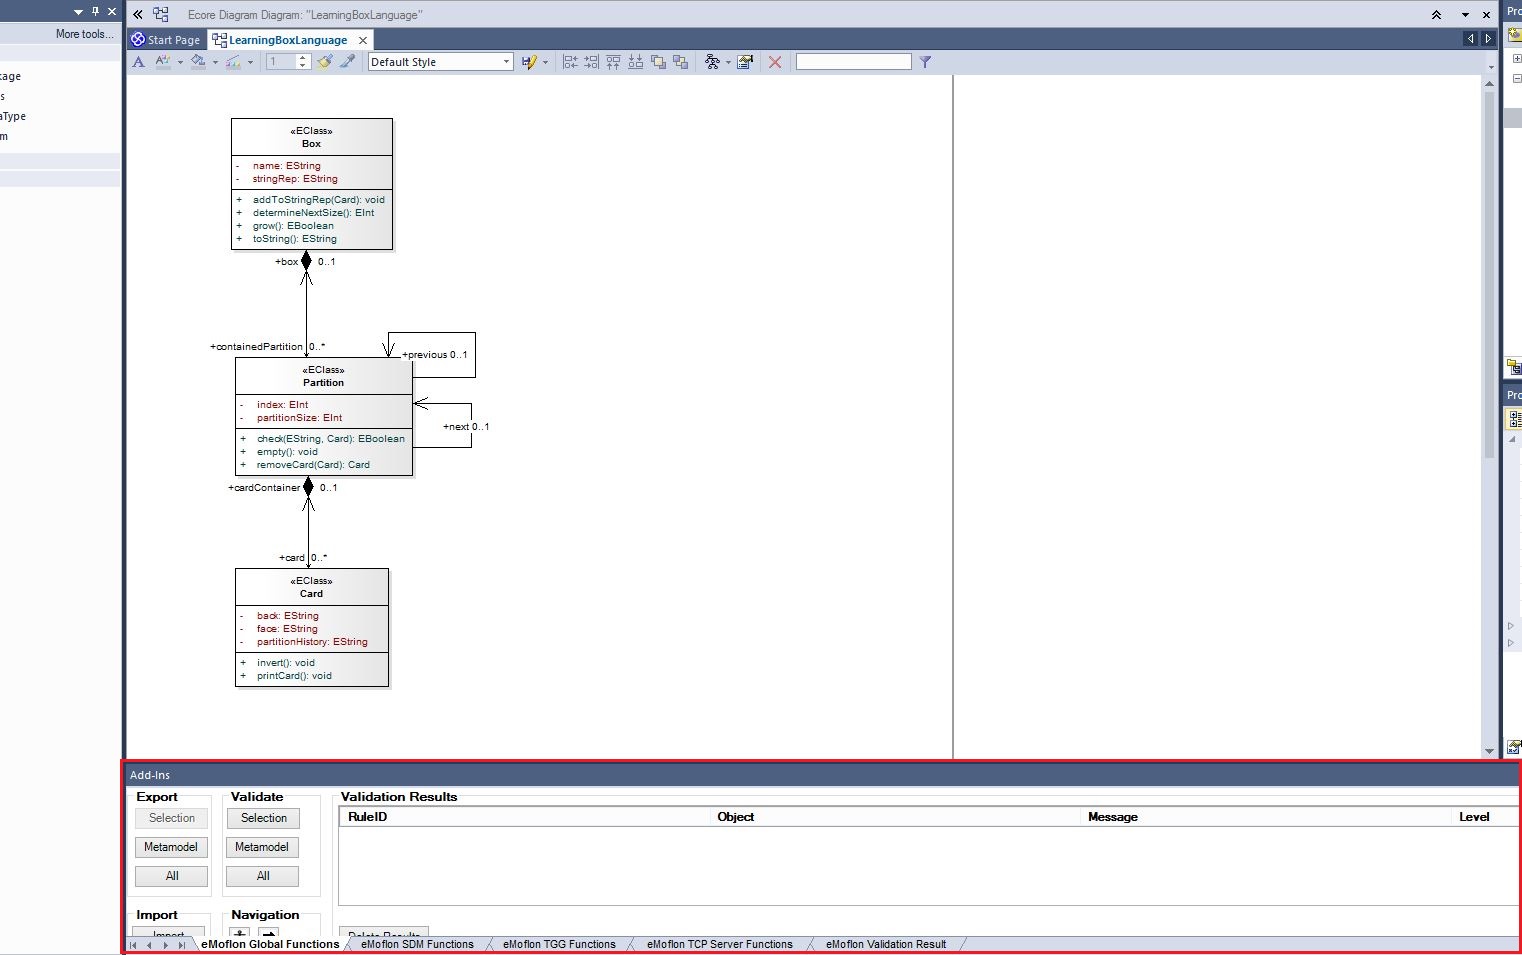 Ecore Diagram Diagram: "LearningBoxLanguage"
More tools...
Start Page
LearningBoxLanguage
1
Default Style
«EClass»
Box
- name: EString
- stringRep: EString
+ addToStringRep(Card): void
+ determineNextSize(): EInt
+ grow(): EBoolean
+ toString(): EString
+box 0..1
+containedPartition 0..*
+previous 0..1
«EClass»
Partition
- index: EInt
- partitionSize: EInt
+next 0..1
+ check(EString, Card): EBoolean
+ empty(): void
+ removeCard(Card): Card
+cardContainer 0..1
+card 0..*
«EClass»
Card
- back: EString
- face: EString
- partitionHistory: EString
+ invert(): void
+ printCard(): void
Add-Ins
Export Validate Validation Results
Selection Selection RuleID Object Message Level
Metamodel Metamodel
All All
Import Navigation
Import Delete Results
eMoflon Global Functions eMoflon SDM Functions eMoflon TGG Functions eMoflon TCP Server Functions eMoflon Validation Result